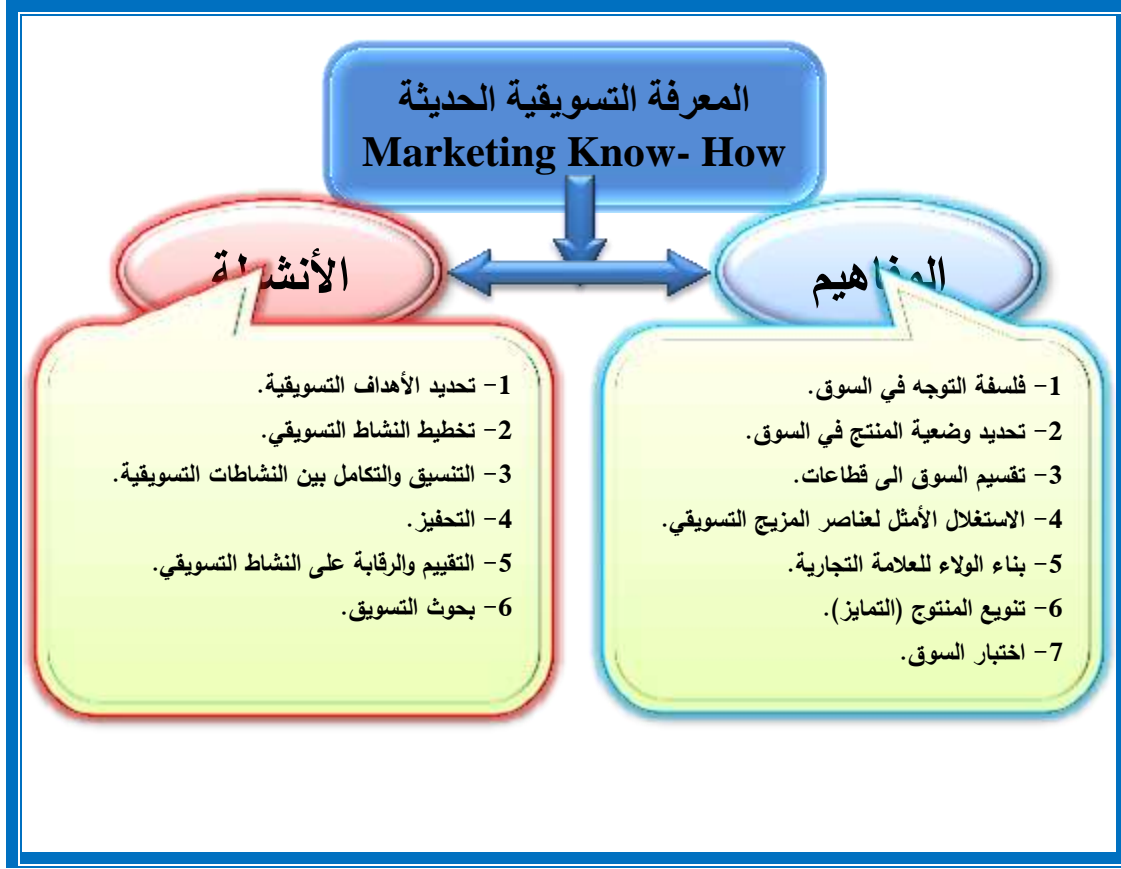 المعرفة التسويقية الحديثة
Marketing Know- How
المفاهيم
1- فلسفة التوجه في السوق.
2- تحديد وضعية المنتج في السوق.
3- تقسيم السوق الى قطاعات.
4- الاستغلال الأمثل لعناصر المزيج التسويقي.
5- بناء الولاء للعلامة التجارية.
6- تنويع المنتوج (التمايز).
7- اختبار السوق.
الأنشطة
1- تحديد الأهداف التسويقية.
2- تخطيط النشاط التسويقي.
3- التنسيق والتكامل بين النشاطات التسويقية.
4- التحفيز.
5- التقييم والرقابة على النشاط التسويقي.
6- بحوث التسويق.